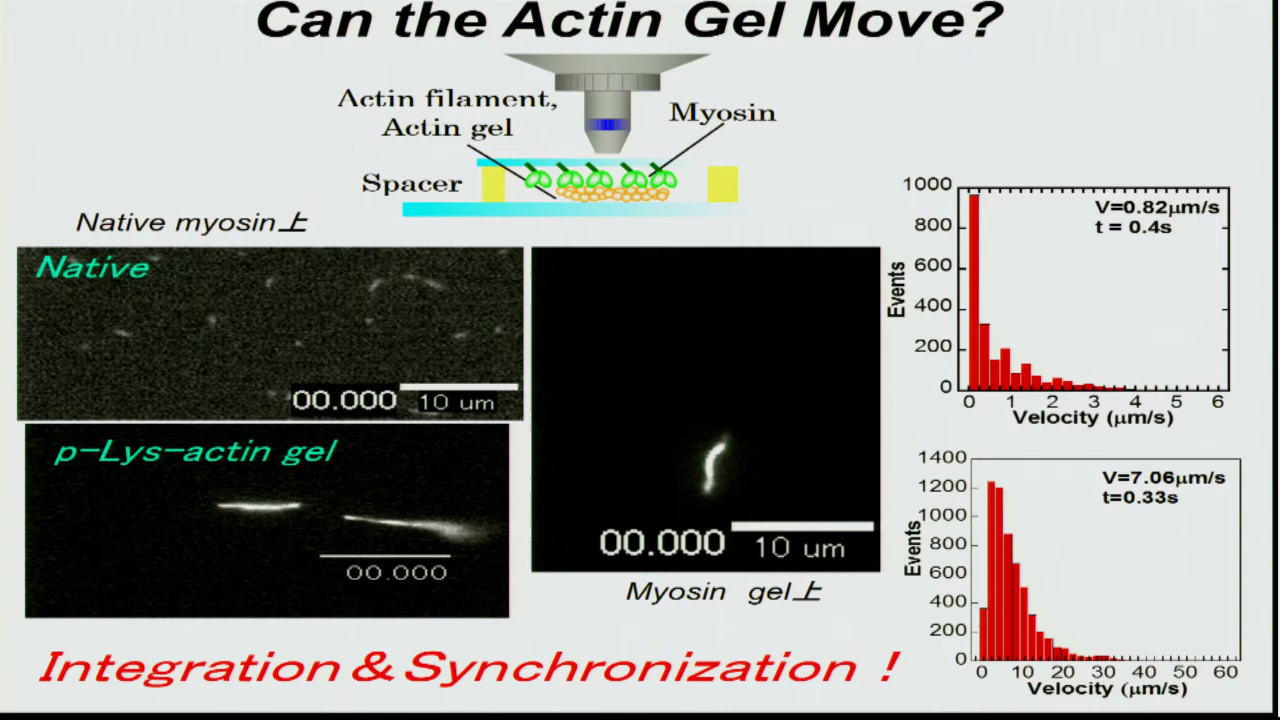 Can the Actin Gel Move?
Actin filament,
Actin gel
Myosin
Spacer
Native myosin上
Native
00.000
10 um
p-Lys-actin gel
00.000
00.000
10 um
Myosin gel上
Integration & Synchronization !
1000
800
600
400
200
0
Events
V=0.82μm/s
t = 0.4s
0 1 2 3 4 5 6
Velocity (μm/s)
1400
1200
1000
800
600
400
200
0
Events
V=7.06μm/s
t=0.33s
0 10 20 30 40 50 60
Velocity (μm/s)